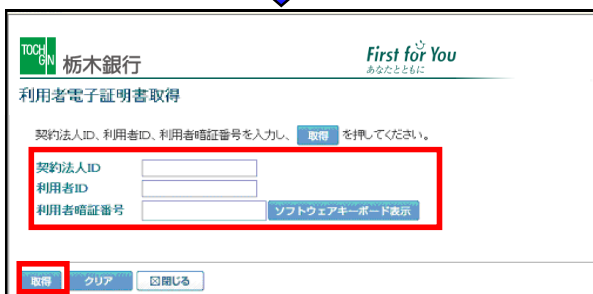 TOCHIGIN 栃木銀行
First for You
あなたとともに
利用者電子証明書取得
契約法人ID、利用者ID、利用者暗証番号を入力し、 取得 を押してください。
契約法人ID
利用者ID
利用者暗証番号 ソフトウェアキーボード表示
取得 クリア 閉じる